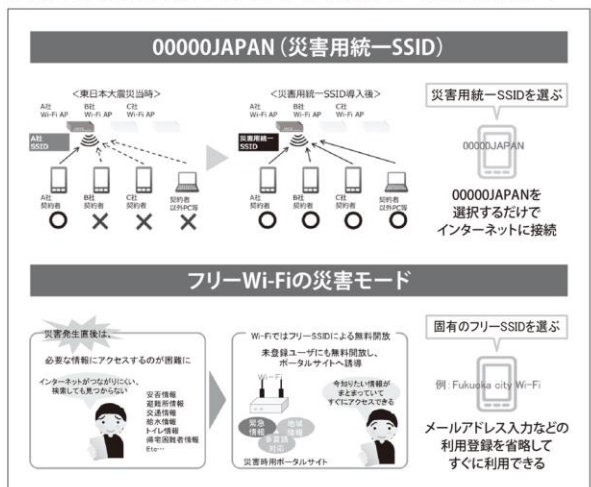 00000JAPAN（災害用統一SSID）
＜東日本大震災当時＞
A社
Wi-Fi AP
B社
Wi-Fi AP
C社
Wi-Fi AP
A社
SSID
A社
契約者
B社
契約者
C社
契約者
契約者
以外PC等
＜災害用統一SSID導入後＞
A社
Wi-Fi AP
B社
Wi-Fi AP
C社
Wi-Fi AP
災害用統一
SSID
A社
契約者
B社
契約者
C社
契約者
契約者
以外PC等
災害用統一SSIDを選ぶ
00000JAPAN
00000JAPANを
選択するだけで
インターネットに接続
フリーWi-Fiの災害モード
災害発生直後は、
必要な情報にアクセスするのが困難に
インターネットがつながりにくい、
検索しても見つからない
安否情報
避難所情報
交通情報
給水情報
トイレ情報
帰宅困難者情報
Etc…
Wi-FiではフリーSSIDによる無料開放
未登録ユーザにも無料開放し、
ポータルサイトへ誘導
Wi-Fi
今知りたい情報が
まとまっていて
すぐにアクセスできる
緊急
情報
地域
情報
多言語
対応
災害時用ポータルサイト
固有のフリーSSIDを選ぶ
例：Fukuoka city Wi-Fi
メールアドレス入力などの
利用登録を省略して
すぐに利用できる